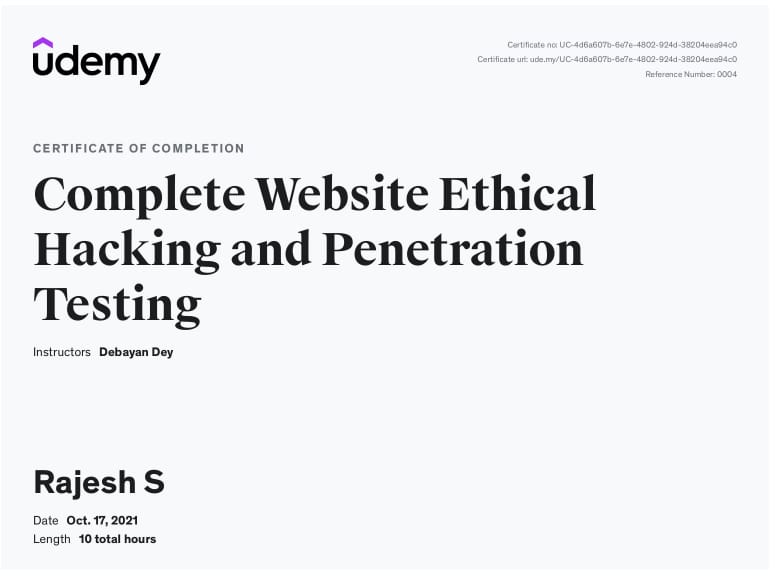 udemy
Certificate no: UC-4d6a607b-6e7e-4802-924d-38204eea94c0
Certificate url: ude.my/UC-4d6a607b-6e7e-4802-924d-38204eea94c0
Reference Number: 0004
CERTIFICATE OF COMPLETION
Complete Website Ethical
Hacking and Penetration
Testing
Instructors Debayan Dey
Rajesh S
Date Oct. 17, 2021
Length 10 total hours